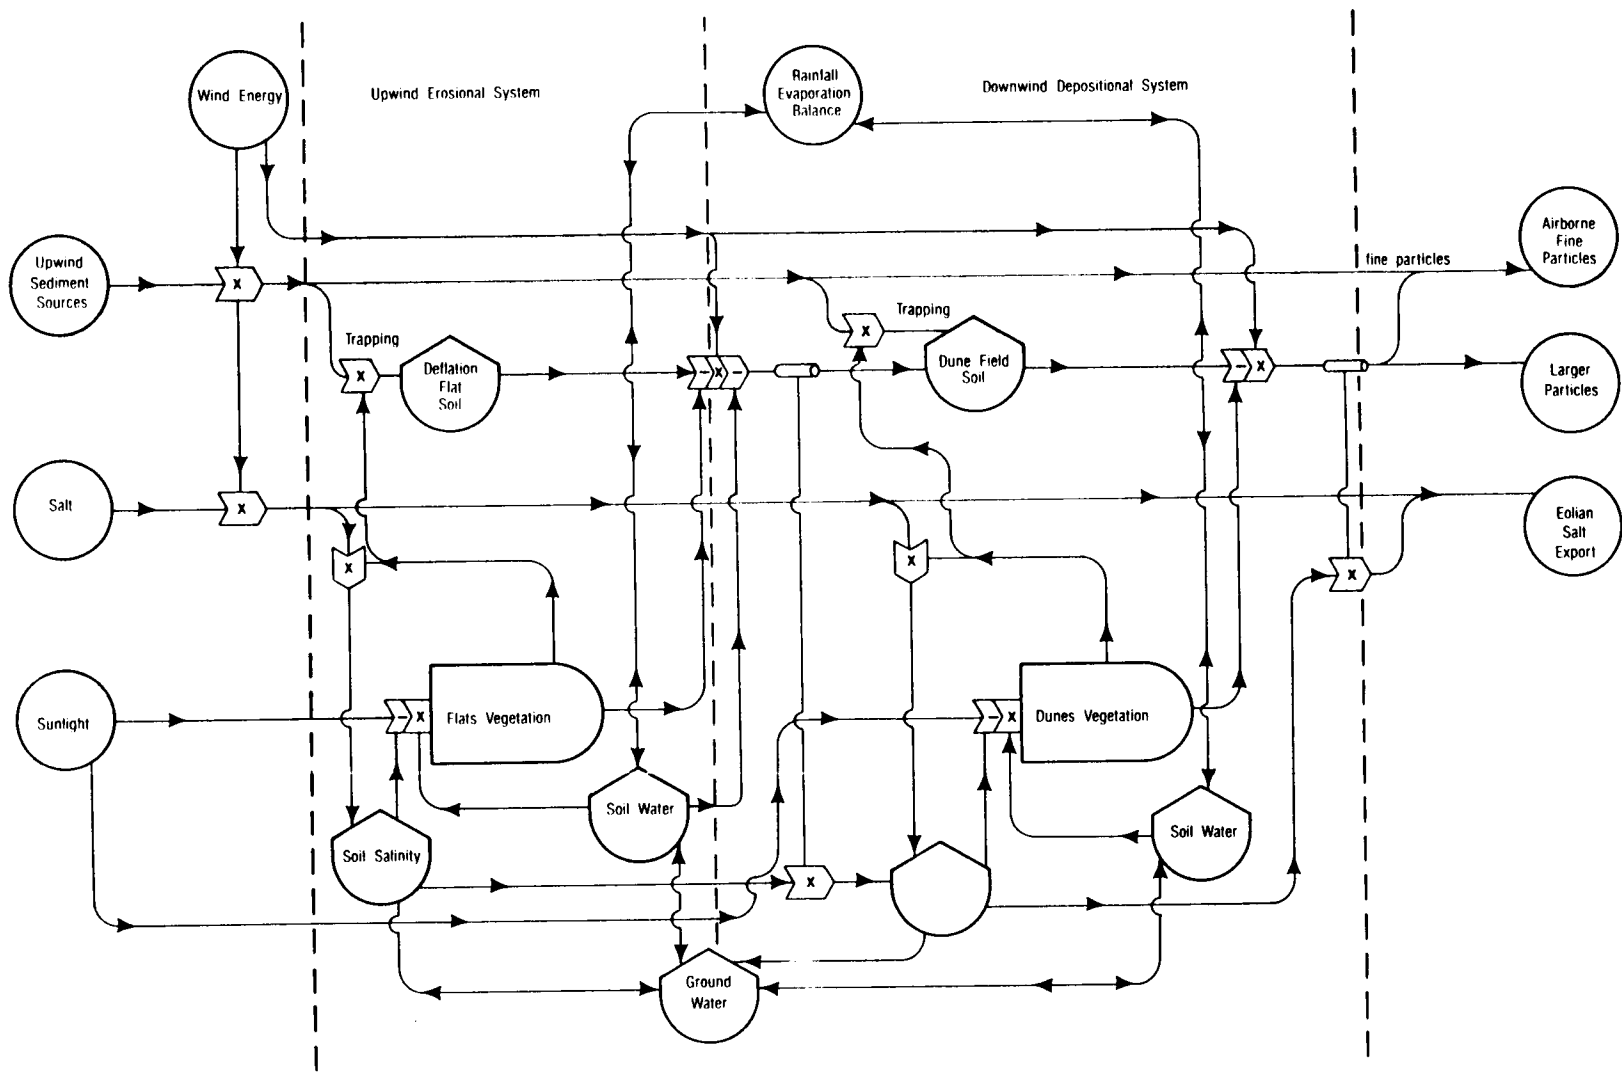 Wind Energy
Upwind Erosional System
Rainfall
Evaporation
Balance
Downwind Depositional System
Upwind
Sediment
Sources
X
Airborne
Fine
Particles
fine particles
Trapping
X
Deflation
Flat
Soil
– X –
Trapping
X
Dune Field
Soil
– X
Larger
Particles
Salt
X
X
X
Eolian
Salt
Export
X
Sunlight
– X
Flats Vegetation
– X
Dunes Vegetation
Soil Water
Soil Water
Soil Salinity
X
Ground
Water